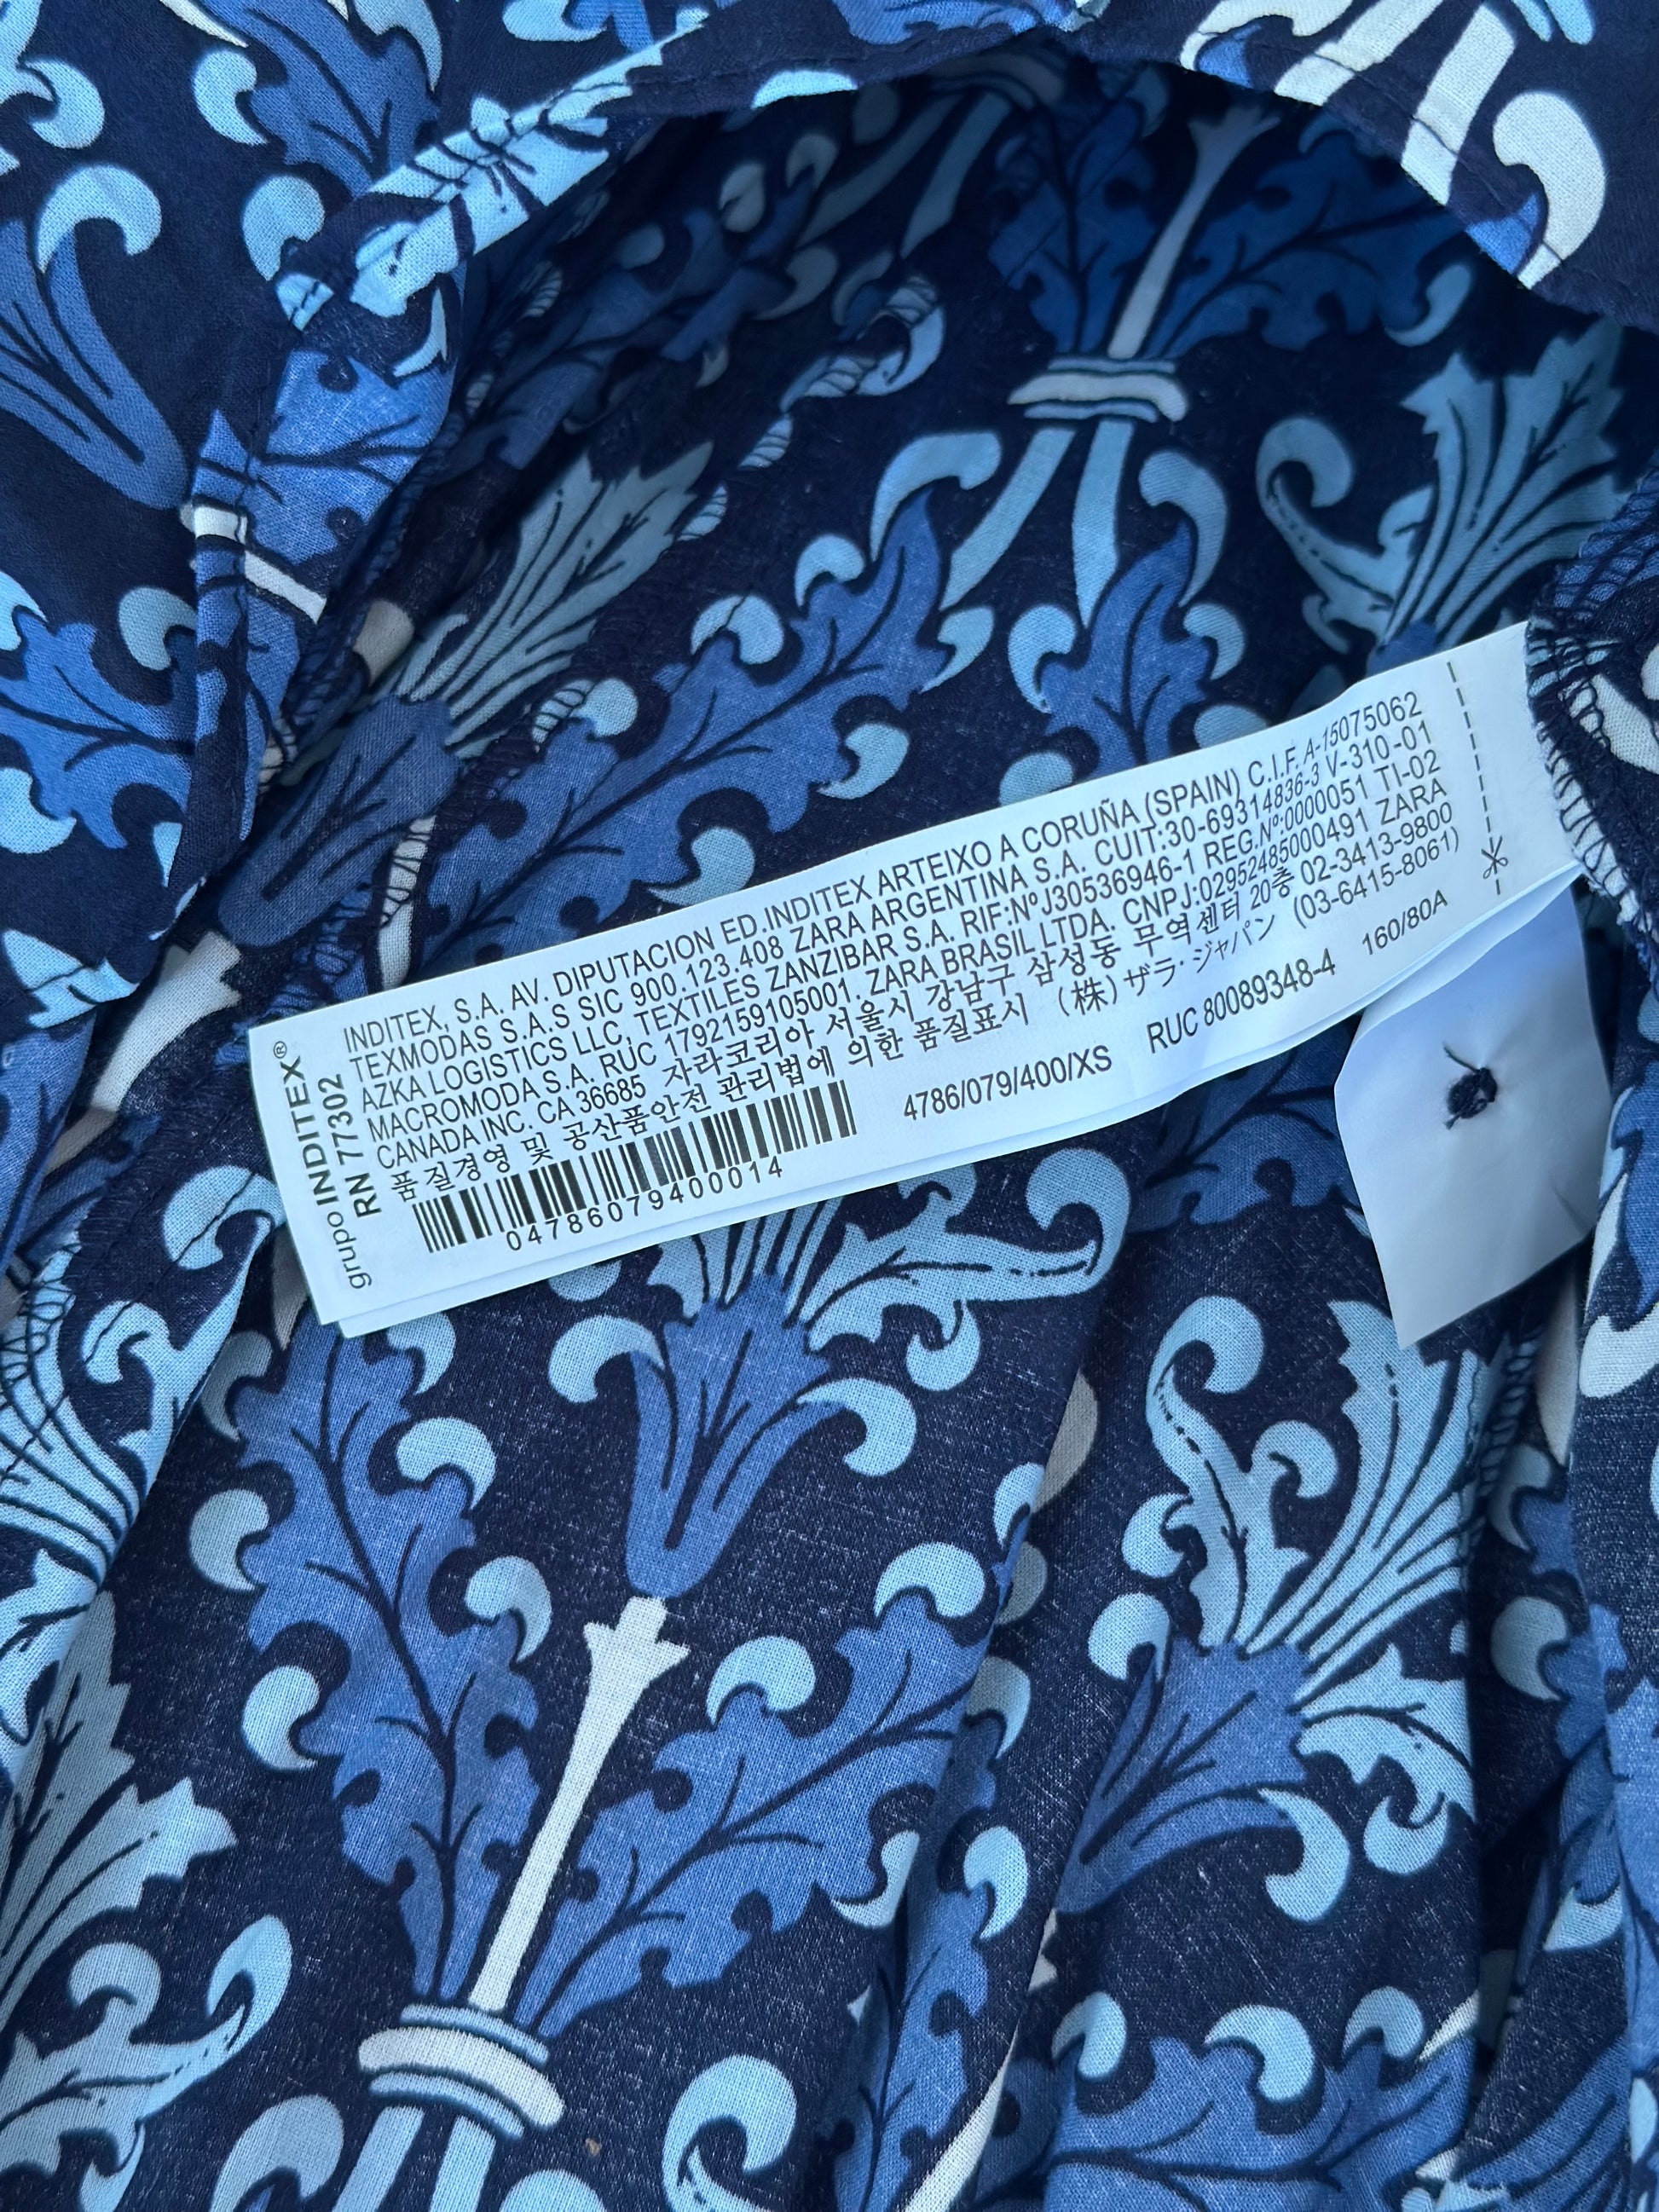 INDITEX, S.A. AV. DIPUTACION ED.INDITEX ARTEIXO A CORUÑA (SPAIN) C.I.F. A-15075062
TEXMODAS S.A.S SIC 900.123.408 ZARA ARGENTINA S.A. CUIT:30-69314836-3 V-310-01
AZKA LOGISTICS LLC, TEXTILES ZANZIBAR S.A. RIF:NºJ30536946-1 REG.Nº:0000051 TI-02
MACROMODA S.A. RUC 1792159105001. ZARA BRASIL LTDA. CNPJ:02952485000491 ZARA
CANADA INC. CA 36685 자라코리아 서울시 강남구 삼성동 무역센터 20층 02-3413-9800
품질경영 및 공산품안전 관리법에 의한 품질표시 (株)ザラ・ジャパン (03-6415-8061)
04786079400014
4786/079/400/XS
RUC 80089348-4
160/80A
grupo INDITEX®
RN 77302